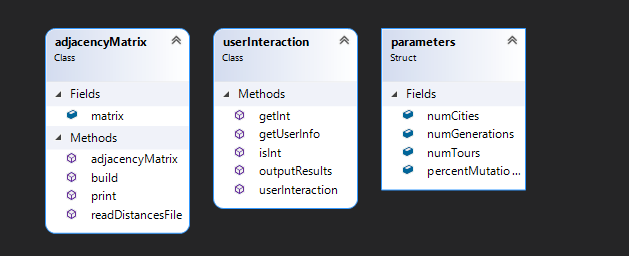 adjacencyMatrix
Class
Fields
matrix
Methods
adjacencyMatrix
build
print
readDistancesFile
userInteraction
Class
Methods
getInt
getUserInfo
isInt
outputResults
userInteraction
parameters
Struct
Fields
numCities
numGenerations
numTours
percentMutatio...